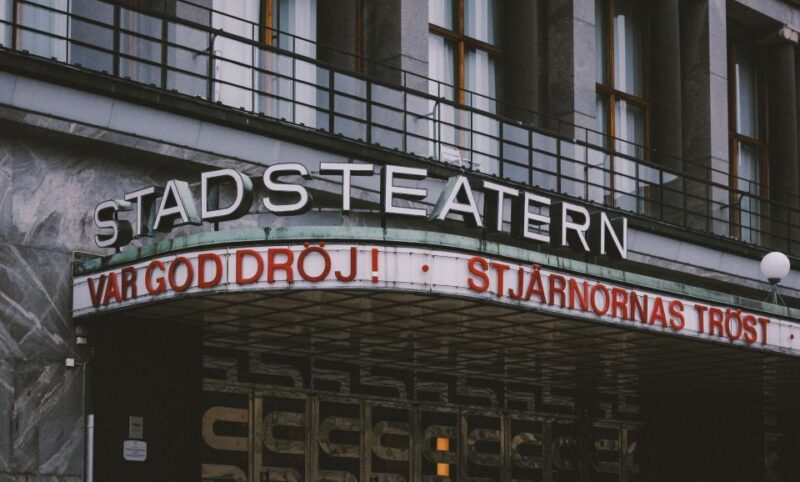 STADSTEATERN
VAR GOD DRÖJ! · STJÄRNORNAS TRÖST ·